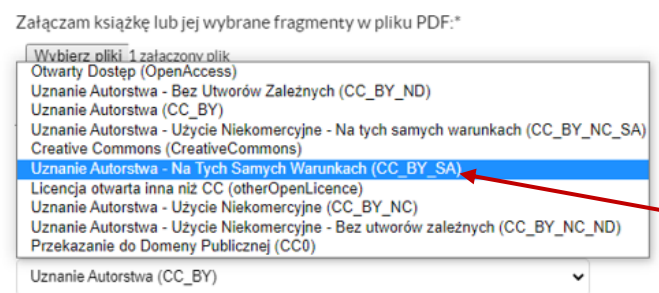 Załączam książkę lub jej wybrane fragmenty w pliku PDF:*
Wybierz pliki 1 załączony plik
Otwarty Dostęp (OpenAccess)
Uznanie Autorstwa - Bez Utworów Zależnych (CC_BY_ND)
Uznanie Autorstwa (CC_BY)
Uznanie Autorstwa - Użycie Niekomercyjne - Na tych samych warunkach (CC_BY_NC_SA)
Creative Commons (CreativeCommons)
Uznanie Autorstwa - Na Tych Samych Warunkach (CC_BY_SA)
Licencja otwarta inna niż CC (otherOpenLicence)
Uznanie Autorstwa - Użycie Niekomercyjne (CC_BY_NC)
Uznanie Autorstwa - Użycie Niekomercyjne - Bez utworów zależnych (CC_BY_NC_ND)
Przekazanie do Domeny Publicznej (CC0)
Uznanie Autorstwa (CC_BY)